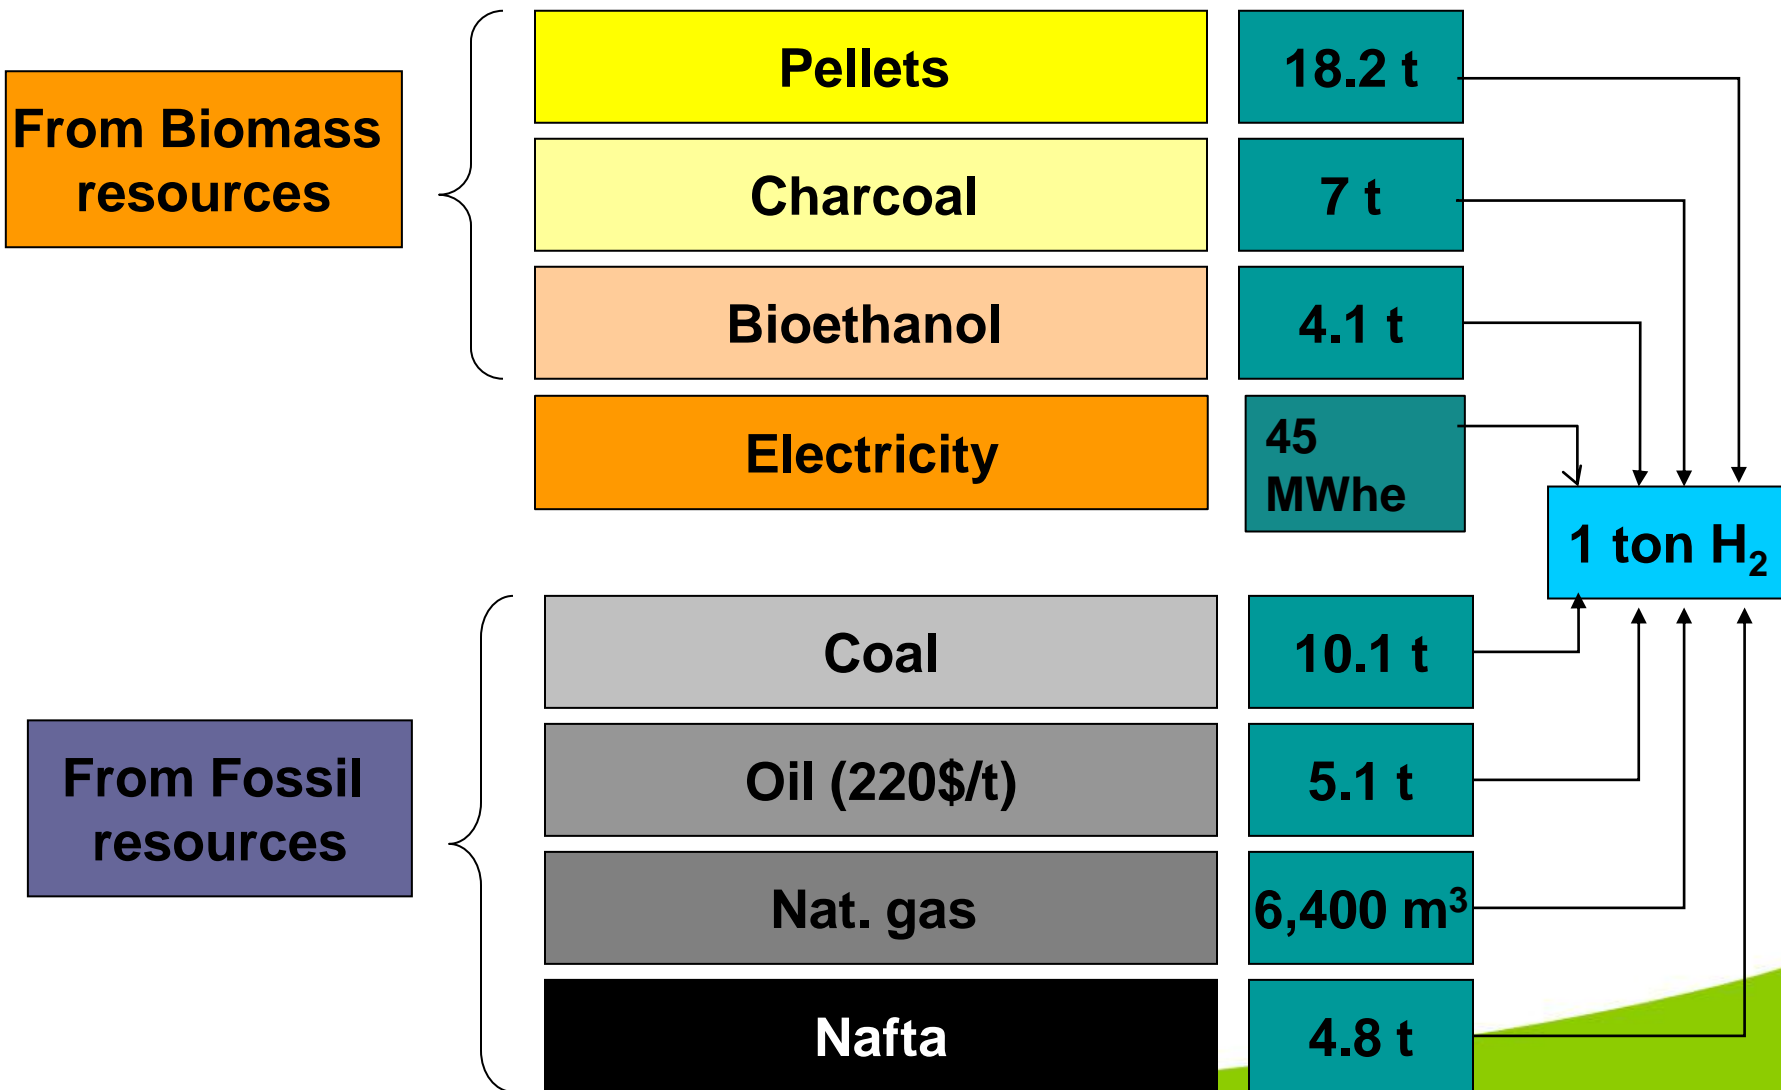 From Biomass
resources
Pellets
18.2 t
Charcoal
7 t
Bioethanol
4.1 t
Electricity
45
MWhe
1 ton H₂
From Fossil
resources
Coal
10.1 t
Oil (220$/t)
5.1 t
Nat. gas
6,400 m³
Nafta
4.8 t